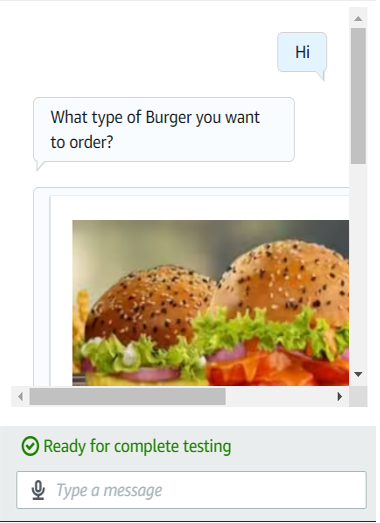 Hi
What type of Burger you want
to order?
Ready for complete testing
Type a message